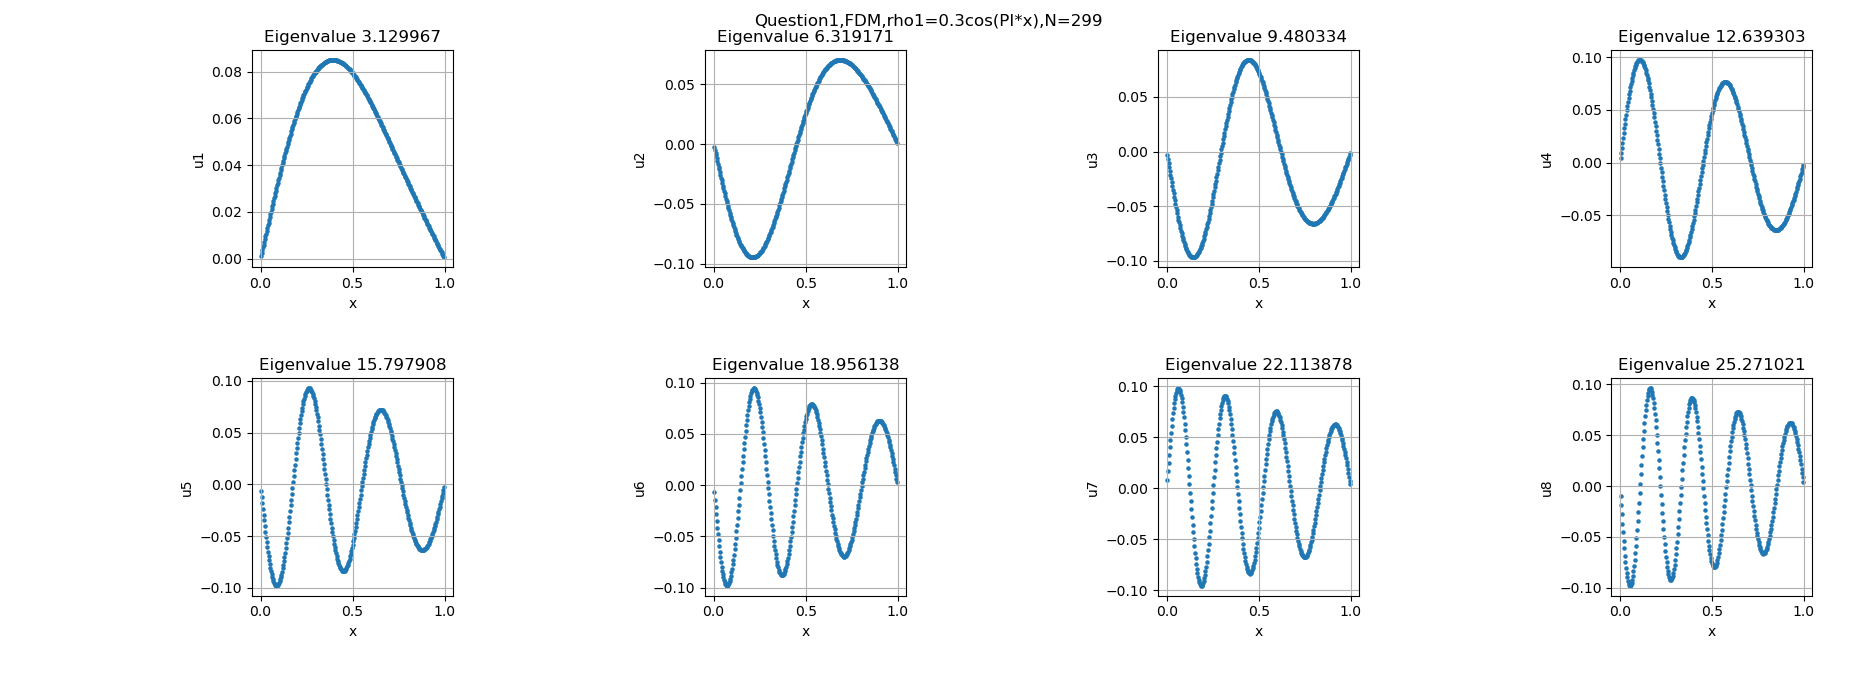 Question1,FDM,rho1=0.3cos(PI*x),N=299
Eigenvalue 3.129967
0.08
0.06
0.04
0.02
0.00
u1
0.0 0.5 1.0
x
Eigenvalue 6.319171
0.05
0.00
−0.05
−0.10
u2
0.0 0.5 1.0
x
Eigenvalue 9.480334
0.05
0.00
−0.05
−0.10
u3
0.0 0.5 1.0
x
Eigenvalue 12.639303
0.10
0.05
0.00
−0.05
u4
0.0 0.5 1.0
x
Eigenvalue 15.797908
0.10
0.05
0.00
−0.05
−0.10
u5
0.0 0.5 1.0
x
Eigenvalue 18.956138
0.10
0.05
0.00
−0.05
−0.10
u6
0.0 0.5 1.0
x
Eigenvalue 22.113878
0.10
0.05
0.00
−0.05
−0.10
u7
0.0 0.5 1.0
x
Eigenvalue 25.271021
0.10
0.05
0.00
−0.05
−0.10
u8
0.0 0.5 1.0
x